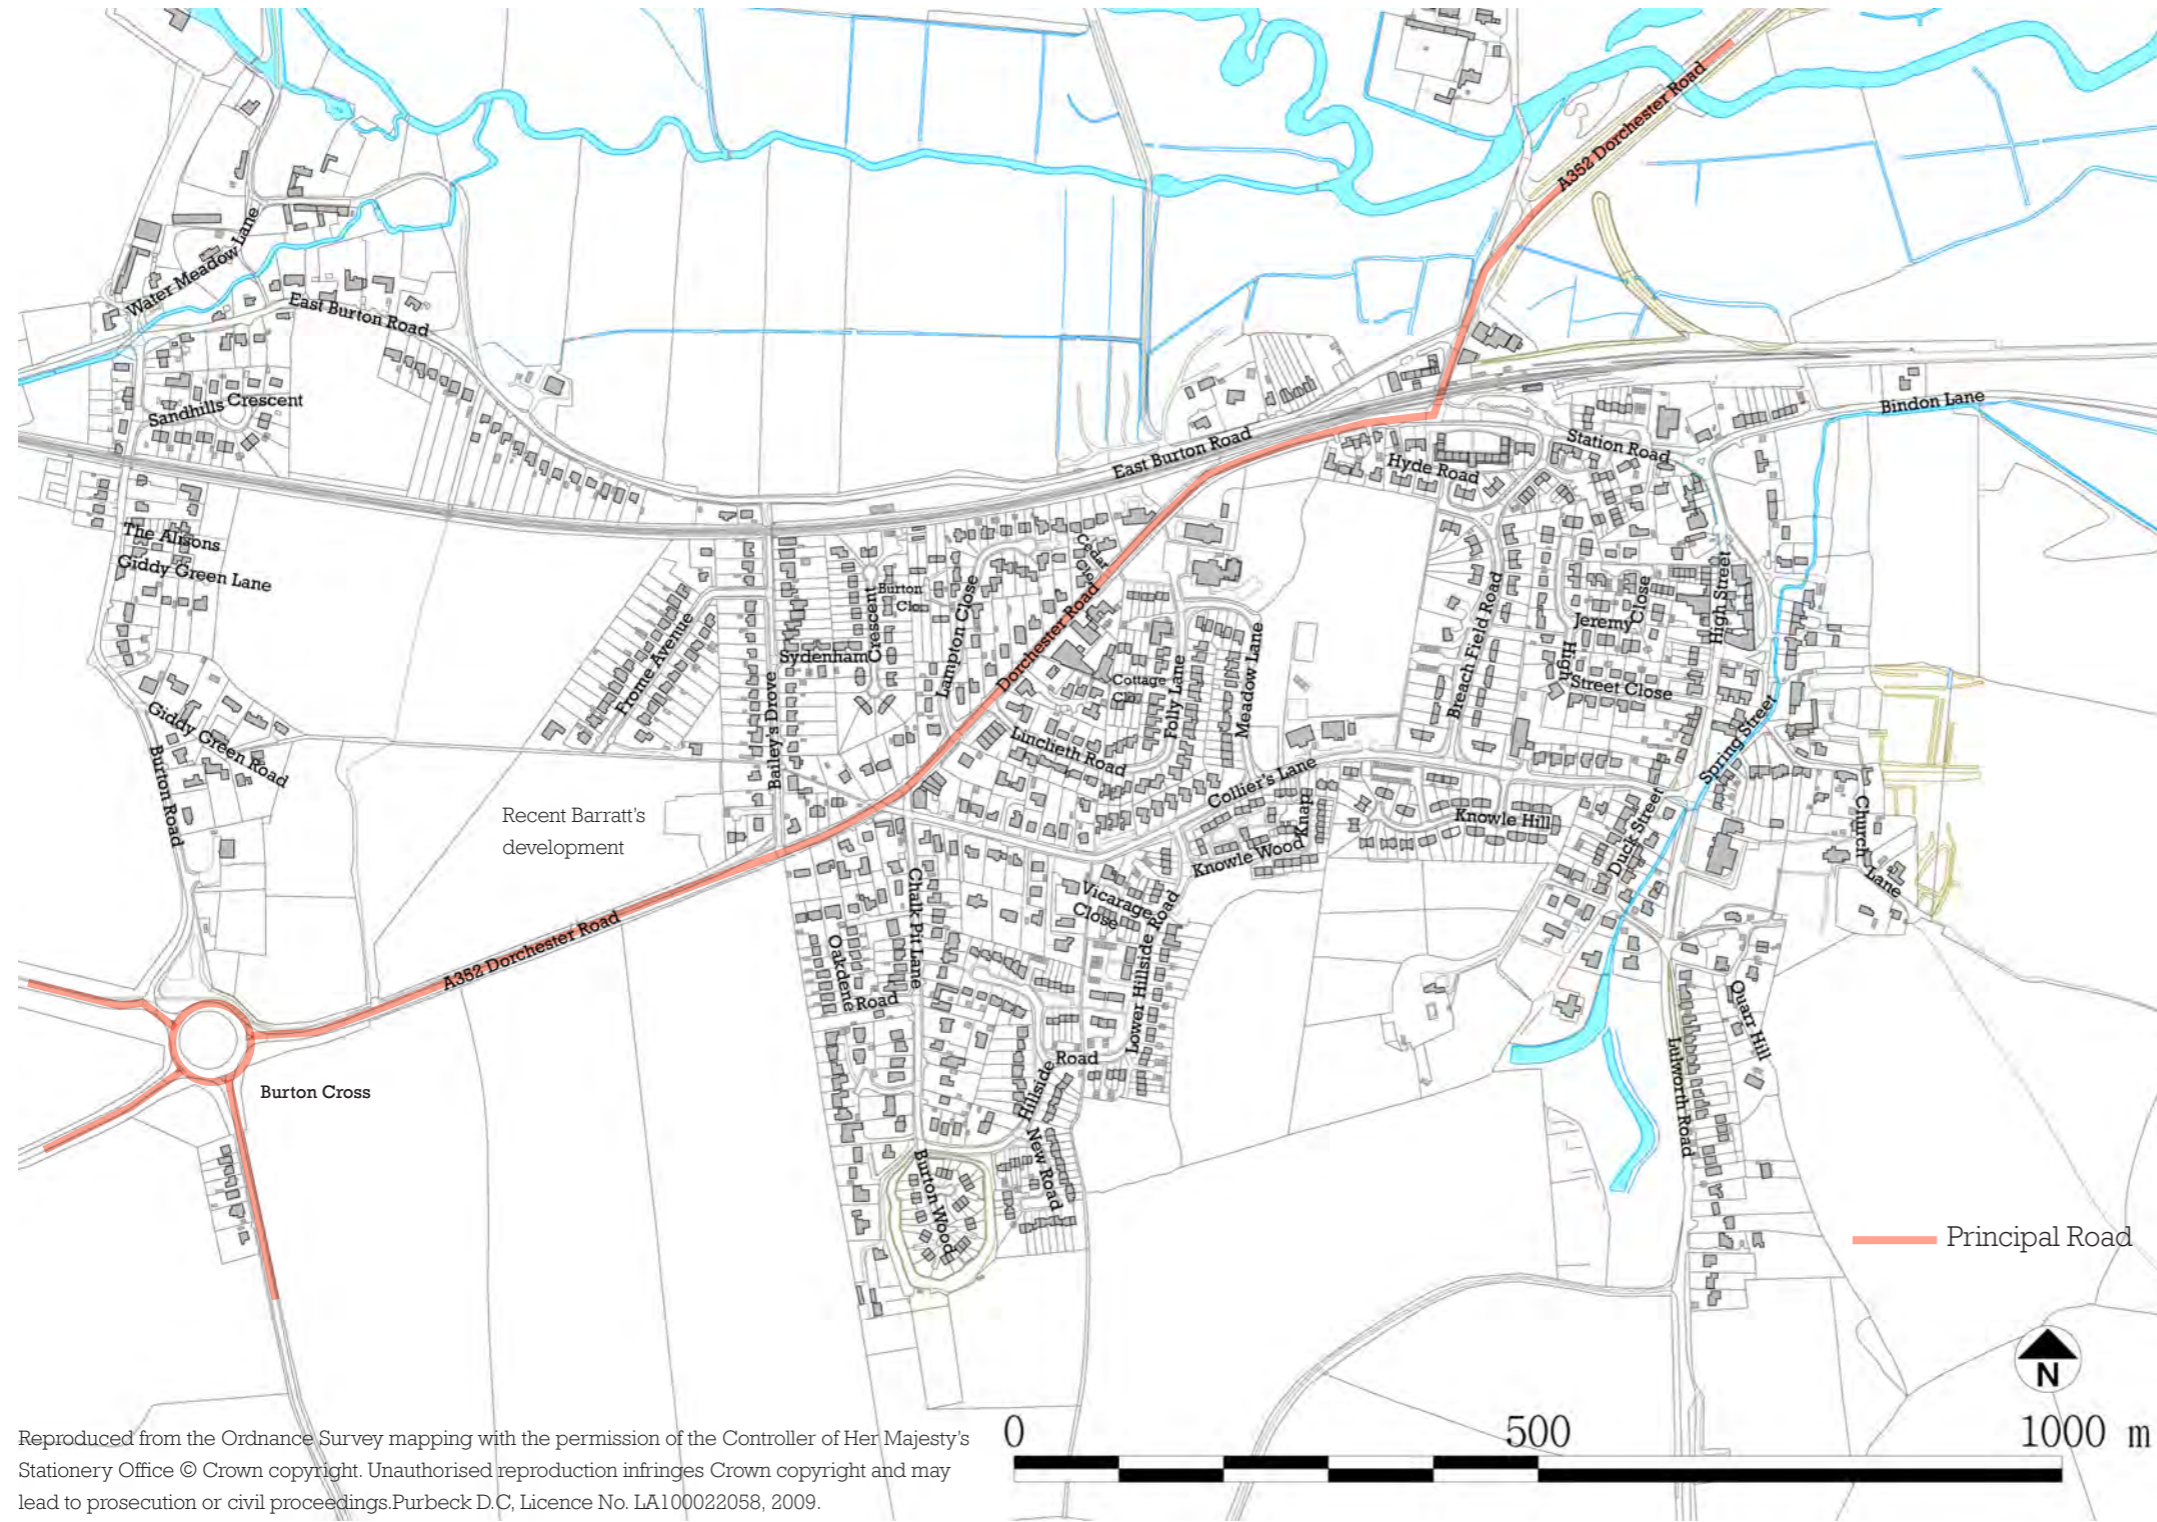 A352 Dorchester Road
Water Meadow Lane
East Burton Road
Sandhills Crescent
Bindon Lane
East Burton Road
Station Road
Hyde Road
The Alisons
Giddy Green Lane
Cedar
Clo
Burton
Clo
Crescent
Sydenham
Lampton Close
Dorchester Road
Frome Avenue
Bailey's Drove
Cottage
Clo
Folly Lane
Meadow Lane
Breach Field Road
Jeremy Close
High Street
High
Street Close
Giddy Green Road
Burton Road
Linclieth Road
Collier's Lane
Spring Street
Recent Barratt's
development
Knowle Hill
Knap
Knowle Wood
Duck Street
Church
Lane
Vicarage
Close
Chalk Pit Lane
Oakdene
Road
Lower Hillside Road
A352 Dorchester Road
Quarr Hill
Hillside
Road
Lulworth Road
Burton Cross
New Road
Burton Wood
Principal Road
N
0 500 1000 m
Reproduced from the Ordnance Survey mapping with the permission of the Controller of Her Majesty's
Stationery Office © Crown copyright. Unauthorised reproduction infringes Crown copyright and may
lead to prosecution or civil proceedings.Purbeck D.C, Licence No. LA100022058, 2009.